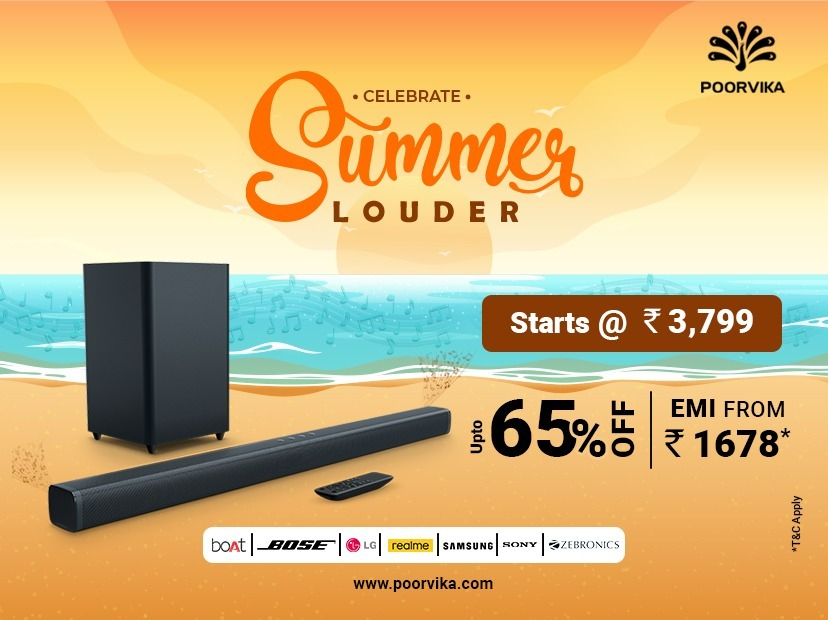 POORVIKA
• CELEBRATE •
Summer
LOUDER
Starts @ ₹ 3,799
Upto 65% OFF
EMI FROM
₹ 1678*
*T&C Apply
boAt | BOSE | LG | realme | SAMSUNG | SONY | ZEBRONICS
www.poorvika.com